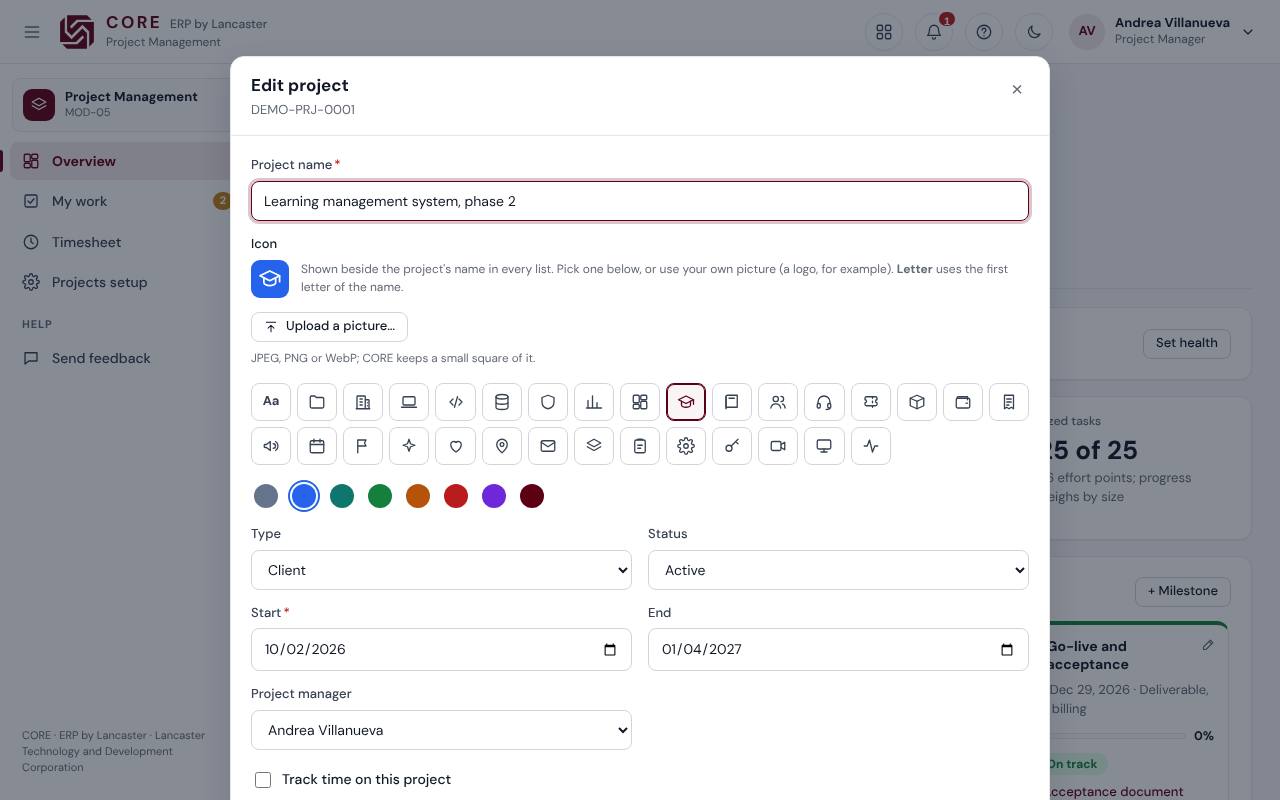 CORE ERP by Lancaster
Project Management
1
AV
Andrea Villanueva
Project Manager
Project Management
MOD-05
Overview
My work
2
Timesheet
Projects setup
HELP
Send feedback
CORE · ERP by Lancaster · Lancaster
Technology and Development
Corporation
Edit project
DEMO-PRJ-0001
Project name*
Learning management system, phase 2
Icon
Shown beside the project's name in every list. Pick one below, or use your own picture (a logo, for example). Letter uses the first
letter of the name.
Upload a picture…
JPEG, PNG or WebP; CORE keeps a small square of it.
Aa
Type
Status
Client
Active
Start*
End
10/02/2026
01/04/2027
Project manager
Andrea Villanueva
Track time on this project
Set health
zed tasks
25 of 25
effort points; progress
eighs by size
+ Milestone
Go-live and
acceptance
Dec 29, 2026 · Deliverable,
billing
0%
On track
cceptance document